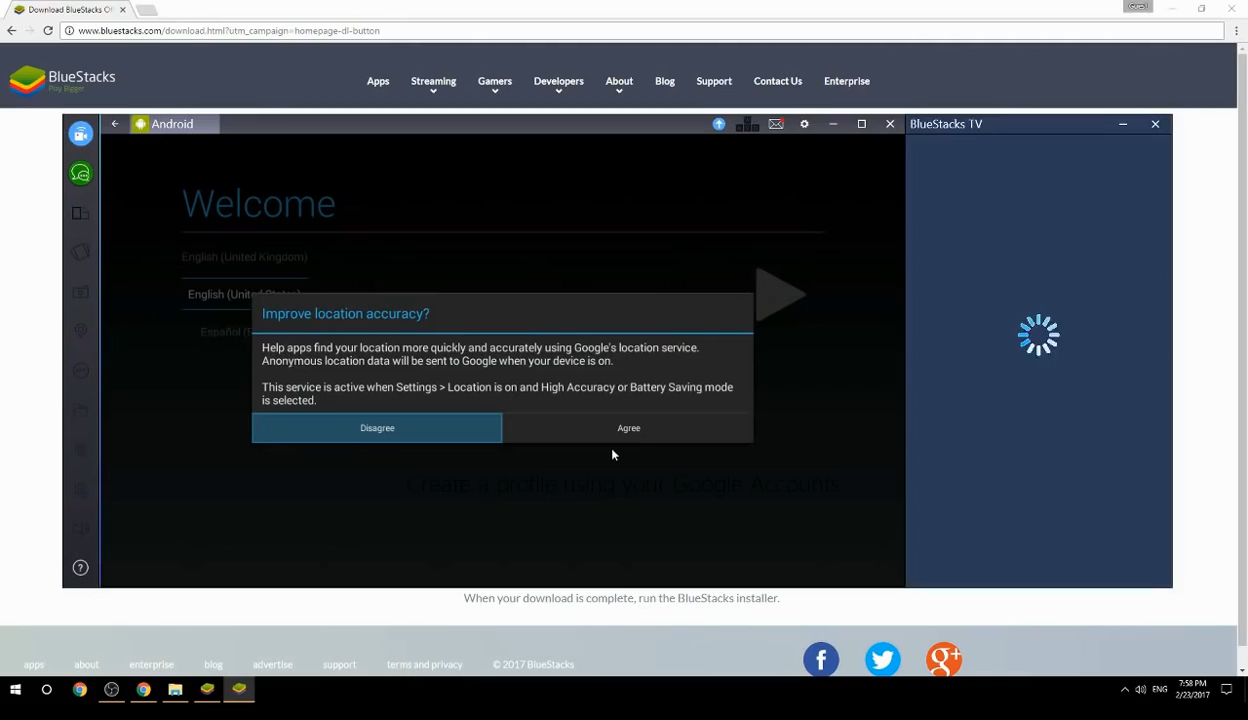 Download BlueStacks Of
Guest
www.bluestacks.com/download.html?utm_campaign=homepage-dl-button
BlueStacks
Play Bigger
Apps
Streaming
Gamers
Developers
About
Blog
Support
Contact Us
Enterprise
Android
BlueStacks TV
Welcome
English (United Kingdom)
English (United States)
Español (
Improve location accuracy?
Help apps find your location more quickly and accurately using Google's location service.
Anonymous location data will be sent to Google when your device is on.
This service is active when Settings > Location is on and High Accuracy or Battery Saving mode
is selected.
Disagree
Agree
Create a profile using your Google Accounts
?
When your download is complete, run the BlueStacks installer.
apps
about
enterprise
blog
advertise
support
terms and privacy
© 2017 BlueStacks
f
g+
ENG
7:58 PM
2/23/2017